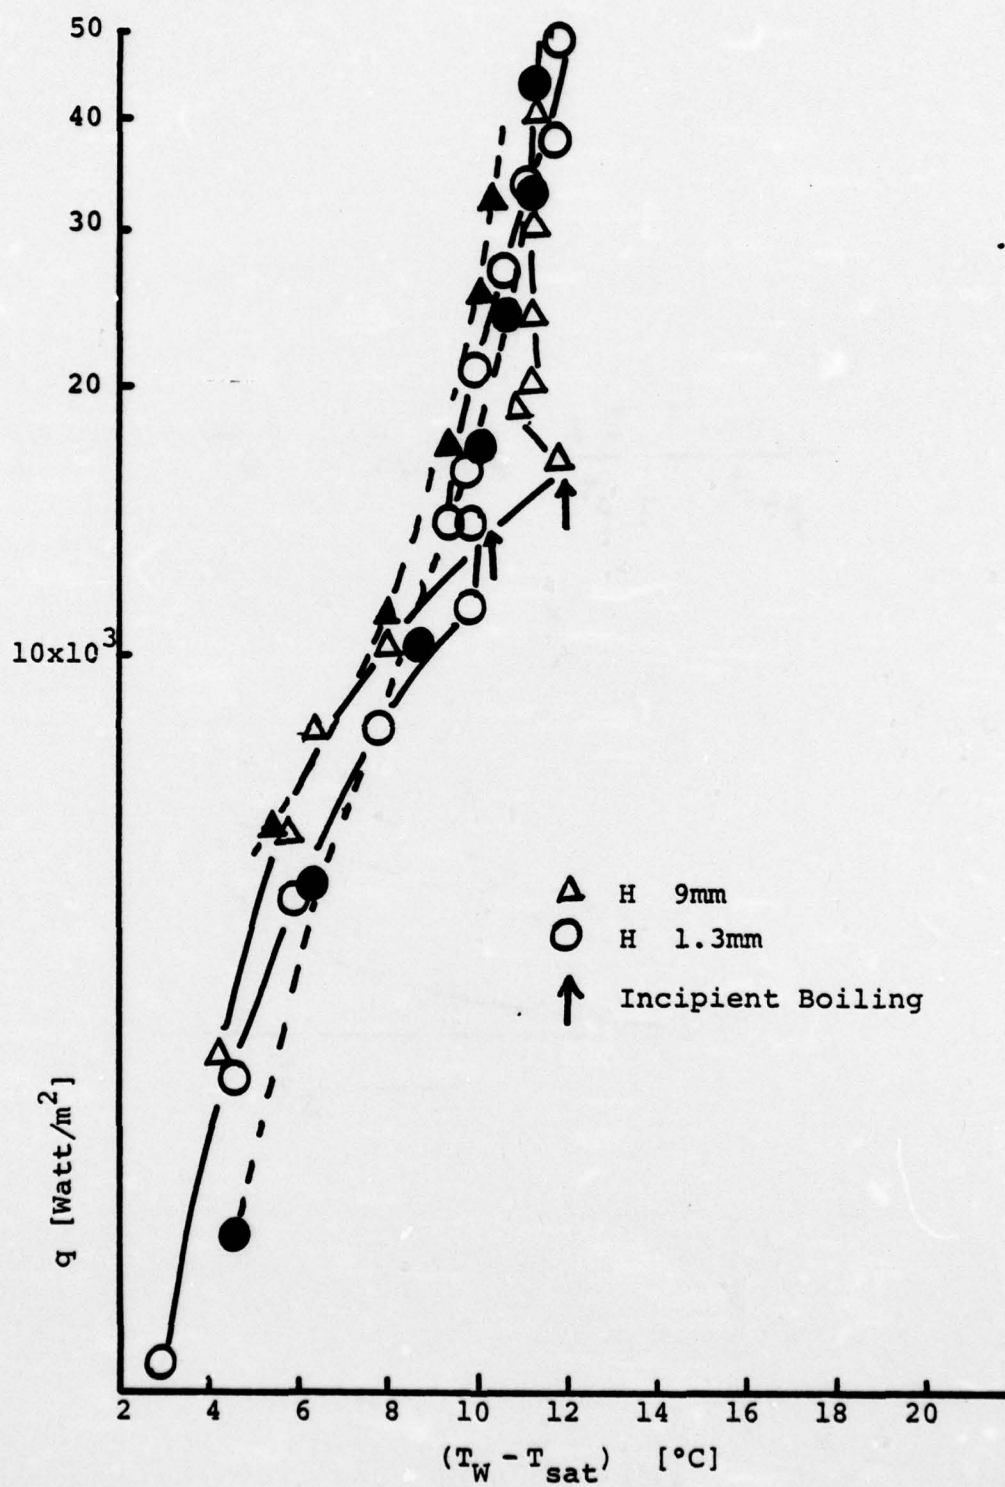 50
40
30
20
10x10³
q [Watt/m²]
△ H 9mm
○ H 1.3mm
↑ Incipient Boiling
2 4 6 8 10 12 14 16 18 20
(T_W - T_sat) [°C]